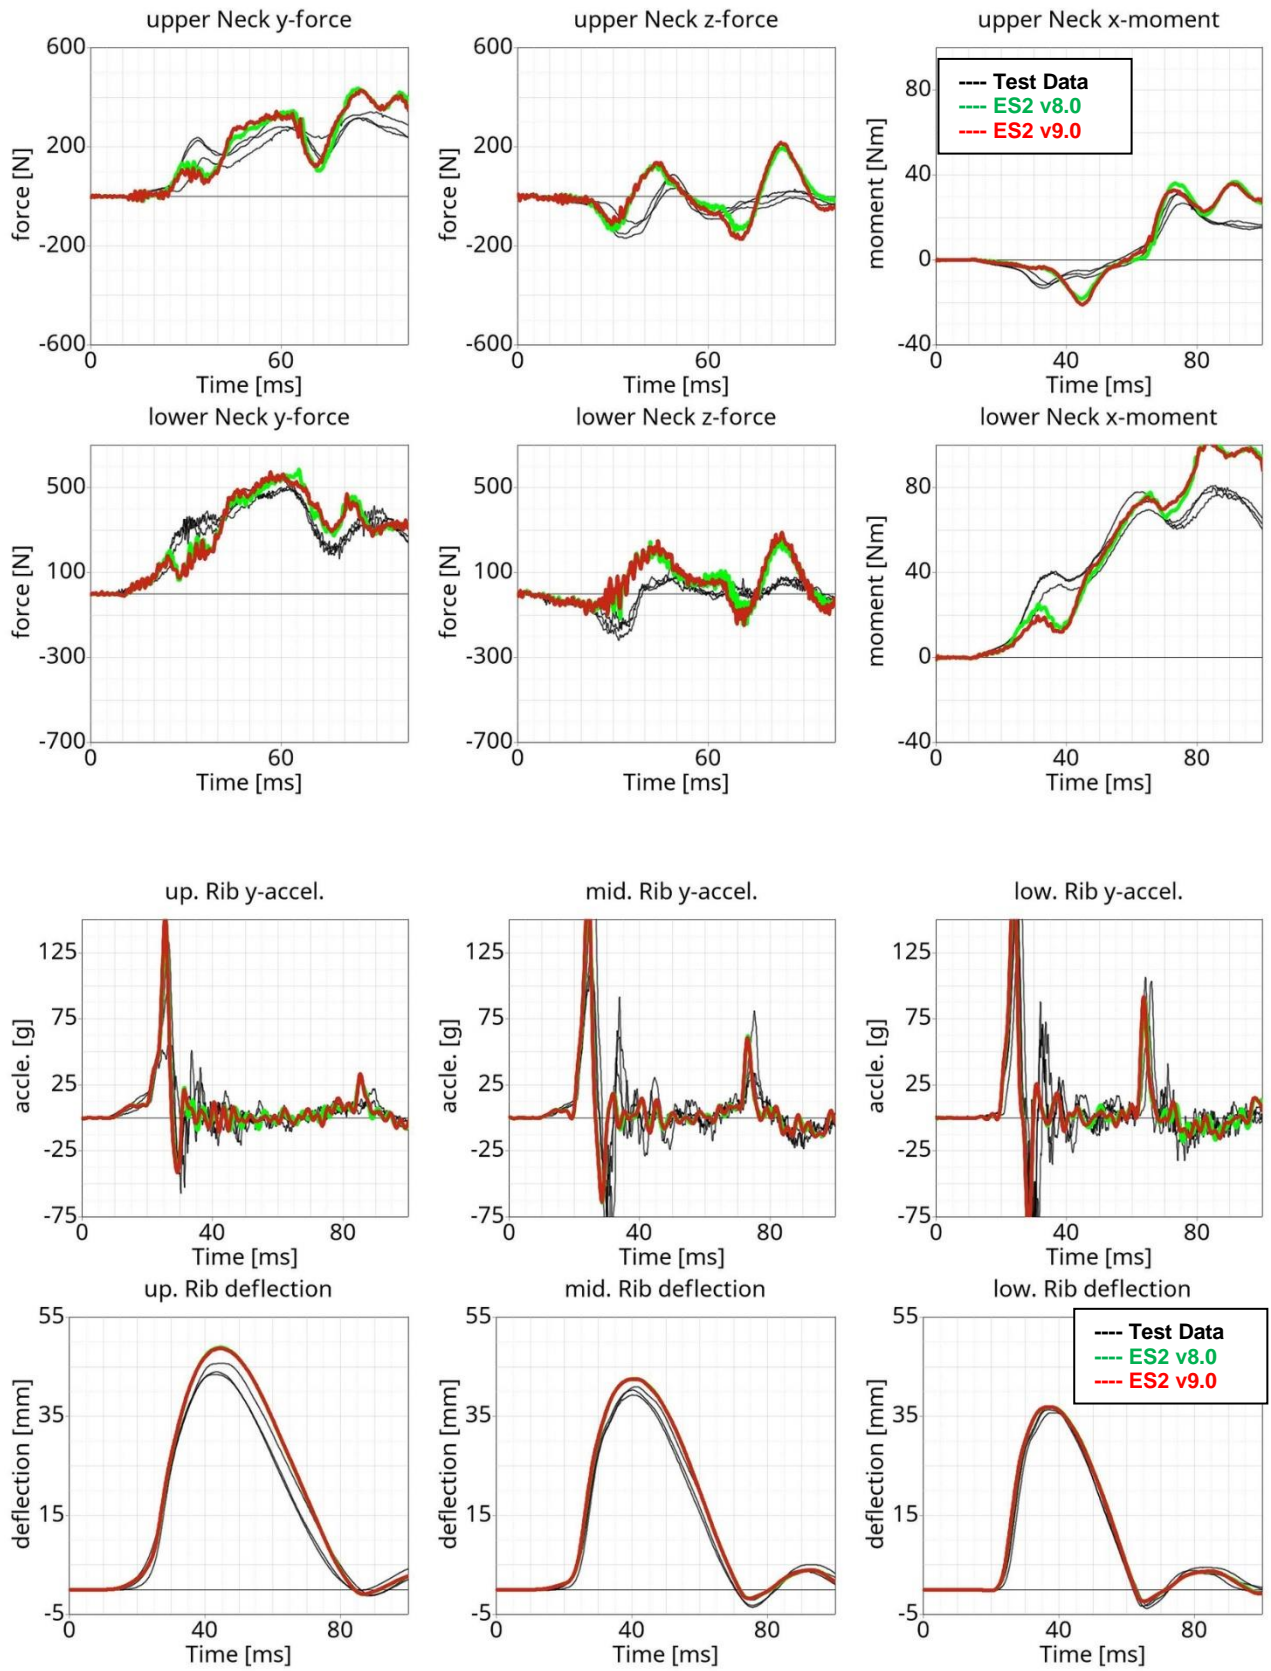 upper Neck y-force
upper Neck z-force
upper Neck x-moment
600
200
-200
-600
force [N]
0
60
Time [ms]
600
200
-200
-600
force [N]
0
60
Time [ms]
80
40
0
-40
moment [Nm]
0
40
80
Time [ms]
---- Test Data
---- ES2 v8.0
---- ES2 v9.0
lower Neck y-force
lower Neck z-force
lower Neck x-moment
500
100
-300
-700
force [N]
0
60
Time [ms]
500
100
-300
-700
force [N]
0
60
Time [ms]
80
40
0
-40
moment [Nm]
0
40
80
Time [ms]
up. Rib y-accel.
mid. Rib y-accel.
low. Rib y-accel.
125
75
25
-25
-75
accle. [g]
0
40
80
Time [ms]
125
75
25
-25
-75
accle. [g]
0
40
80
Time [ms]
125
75
25
-25
-75
accle. [g]
0
40
80
Time [ms]
up. Rib deflection
mid. Rib deflection
low. Rib deflection
55
35
15
-5
deflection [mm]
0
40
80
Time [ms]
55
35
15
-5
deflection [mm]
0
40
80
Time [ms]
55
35
15
-5
deflection [mm]
0
40
80
Time [ms]
---- Test Data
---- ES2 v8.0
---- ES2 v9.0